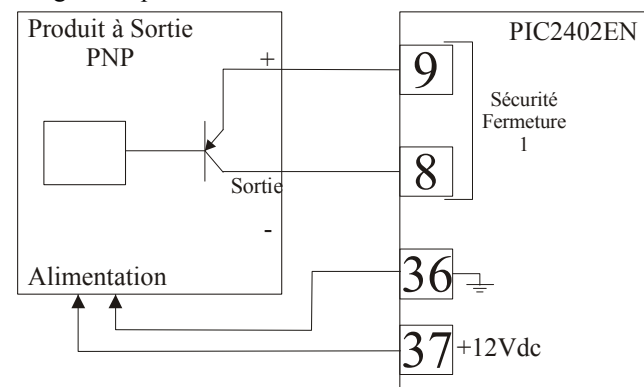 Produit à Sortie
PNP
+
Sortie
-
Alimentation
PIC2402EN
9
Sécurité
Fermeture
1
8
36
37 +12Vdc